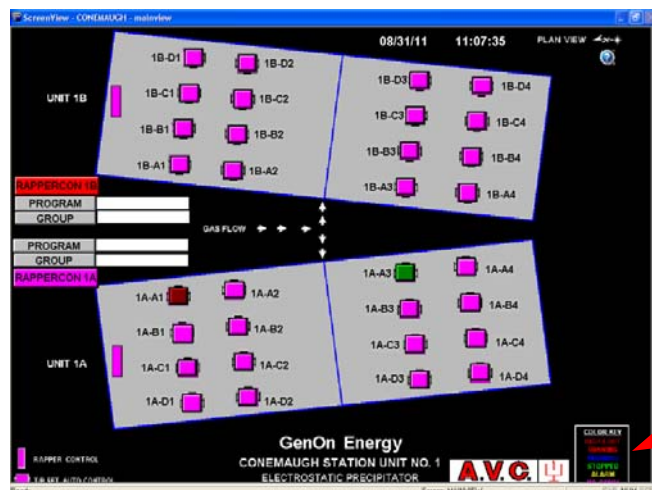 ScreenView - CONEMAUGH - mainview
08/31/11 11:07:35 PLAN VIEW
1B-D1 1B-D2 1B-D3 1B-D4
UNIT 1B
1B-C1 1B-C2 1B-C3 1B-C4
1B-B1 1B-B2 1B-B3 1B-B4
1B-A1 1B-A2 1B-A3 1B-A4
RAPPERCON 1B
PROGRAM
GROUP
GAS FLOW
PROGRAM
GROUP
RAPPERCON 1A
1A-A1 1A-A2 1A-A3 1A-A4
1A-B1 1A-B2 1A-B3 1A-B4
UNIT 1A
1A-C1 1A-C2 1A-C3 1A-C4
1A-D1 1A-D2 1A-D3 1A-D4
GenOn Energy
CONEMAUGH STATION UNIT NO. 1
ELECTROSTATIC PRECIPITATOR
A.V.C.
RAPPER CONTROL
T/R SET AUTO CONTROL
COLOR KEY
STOPPED
ALARM